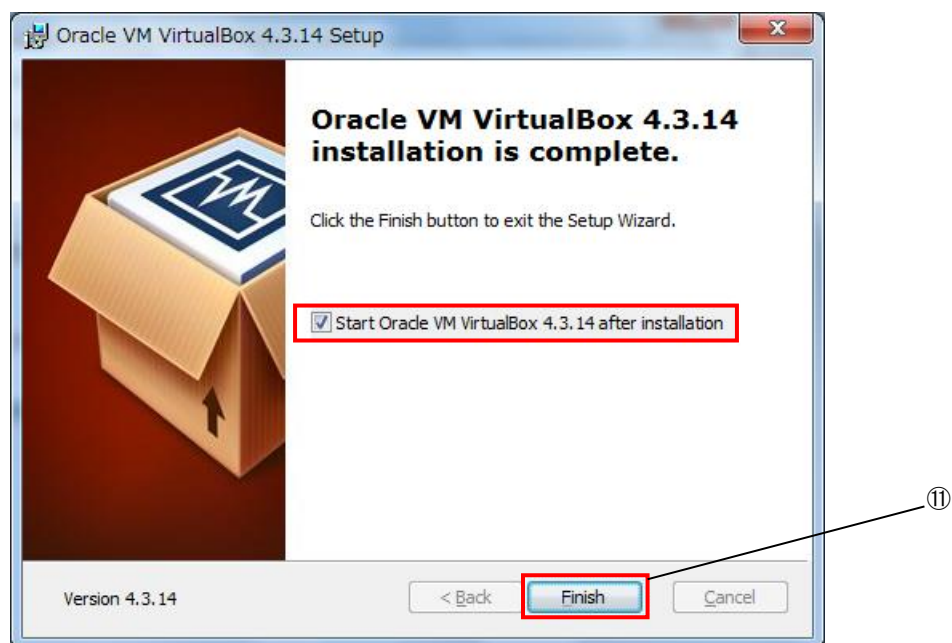 Oracle VM VirtualBox 4.3.14 Setup
Oracle VM VirtualBox 4.3.14
installation is complete.
Click the Finish button to exit the Setup Wizard.
Start Oracle VM VirtualBox 4.3.14 after installation
⑪
Version 4.3.14
< Back
Finish
Cancel